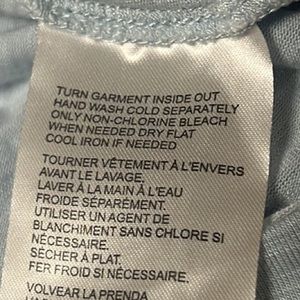 TURN GARMENT INSIDE OUT
HAND WASH COLD SEPARATELY
ONLY NON-CHLORINE BLEACH
WHEN NEEDED DRY FLAT
COOL IRON IF NEEDED
TOURNER VÊTEMENT À L'ENVERS
AVANT LE LAVAGE.
LAVER À LA MAIN À L'EAU
FROIDE SÉPARÉMENT.
UTILISER UN AGENT DE
BLANCHIMENT SANS CHLORE SI
NÉCESSAIRE.
SÉCHER À PLAT.
FER FROID SI NÉCESSAIRE.
VOLVEAR LA PRENDA